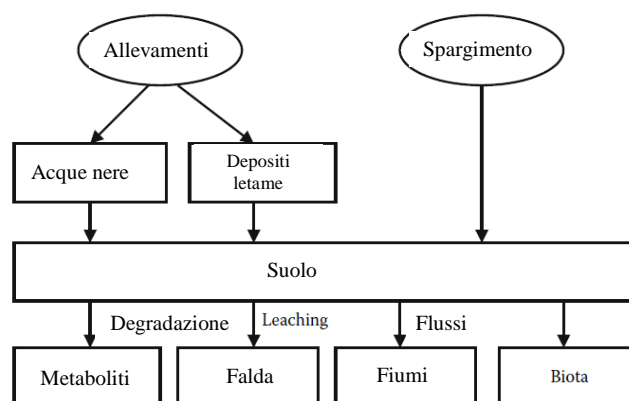 Allevamenti
Spargimento
Acque nere
Depositi
letame
Suolo
Degradazione
Leaching
Flussi
Metaboliti
Falda
Fiumi
Biota